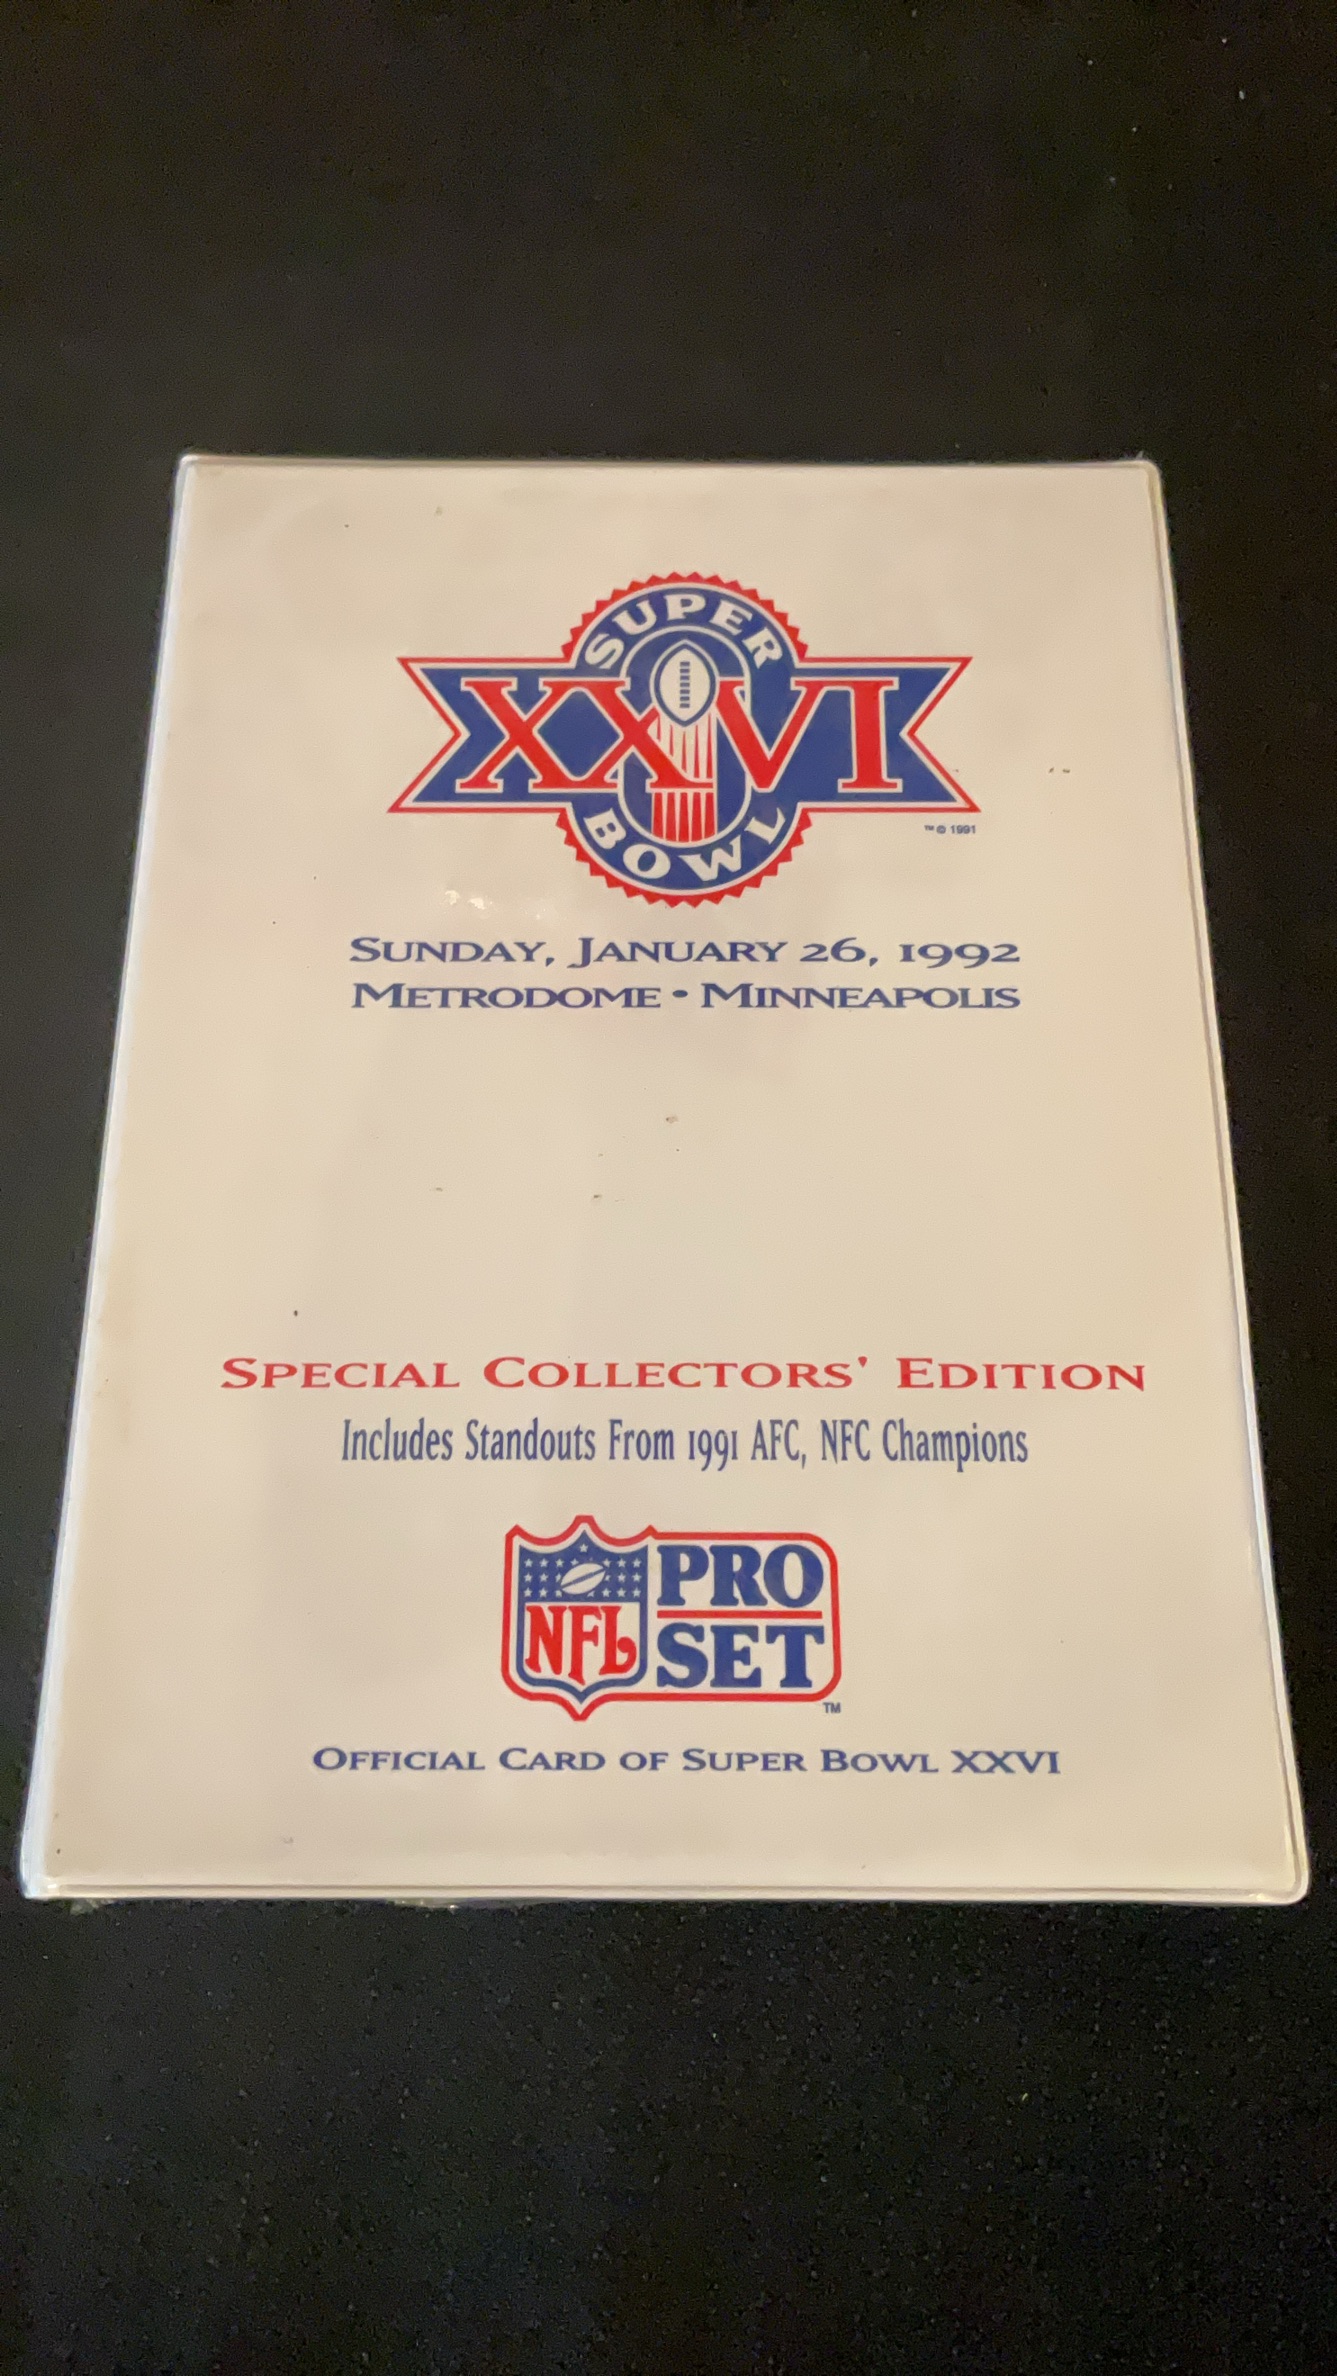 SUPER
XXVI
BOWL
™ © 1991
SUNDAY, JANUARY 26, 1992
METRODOME • MINNEAPOLIS
SPECIAL COLLECTORS' EDITION
Includes Standouts From 1991 AFC, NFC Champions
NFL PRO SET ™
OFFICIAL CARD OF SUPER BOWL XXVI